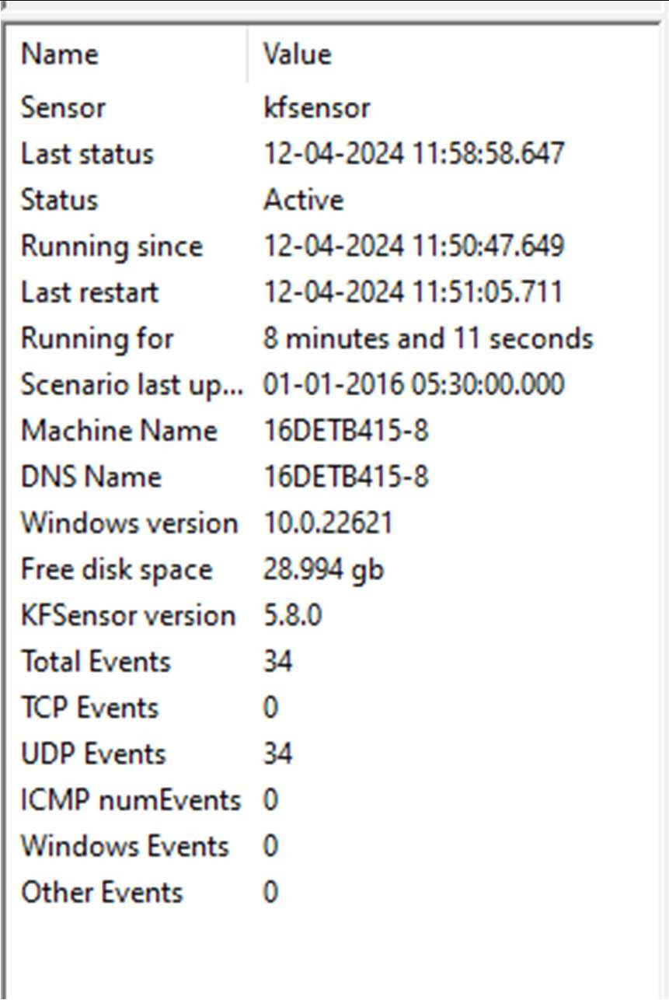 Name Value
Sensor kfsensor
Last status 12-04-2024 11:58:58.647
Status Active
Running since 12-04-2024 11:50:47.649
Last restart 12-04-2024 11:51:05.711
Running for 8 minutes and 11 seconds
Scenario last up... 01-01-2016 05:30:00.000
Machine Name 16DETB415-8
DNS Name 16DETB415-8
Windows version 10.0.22621
Free disk space 28.994 gb
KFSensor version 5.8.0
Total Events 34
TCP Events 0
UDP Events 34
ICMP numEvents 0
Windows Events 0
Other Events 0